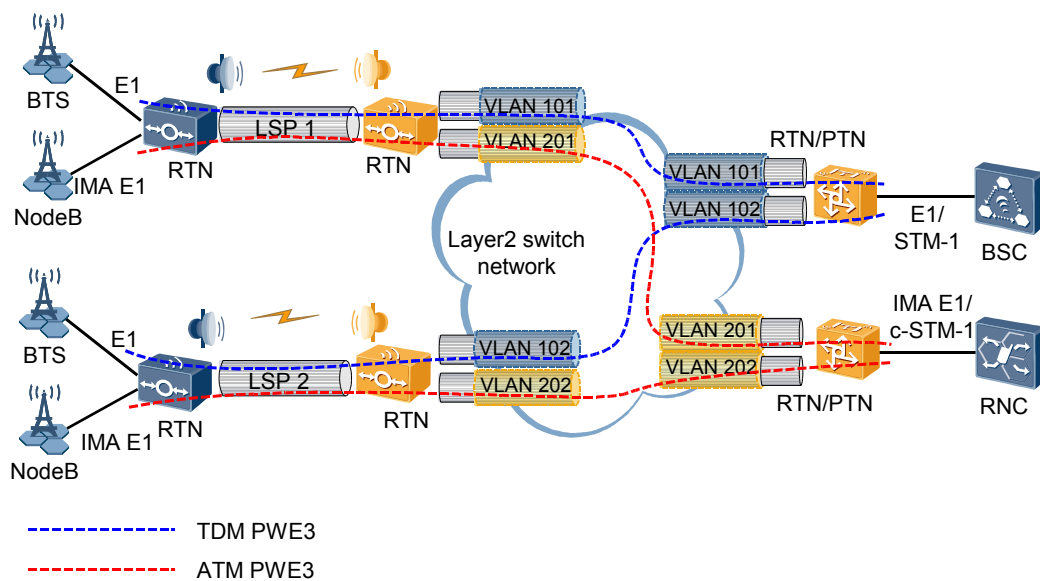 E1
BTS
LSP 1
VLAN 101
VLAN 201
RTN
RTN
IMA E1
NodeB
RTN/PTN
VLAN 101
VLAN 102
E1/
STM-1
BSC
Layer2 switch
network
IMA E1/
c-STM-1
VLAN 201
VLAN 202
RTN/PTN
RNC
BTS
E1
LSP 2
VLAN 102
VLAN 202
RTN
RTN
IMA E1
NodeB
TDM PWE3
ATM PWE3